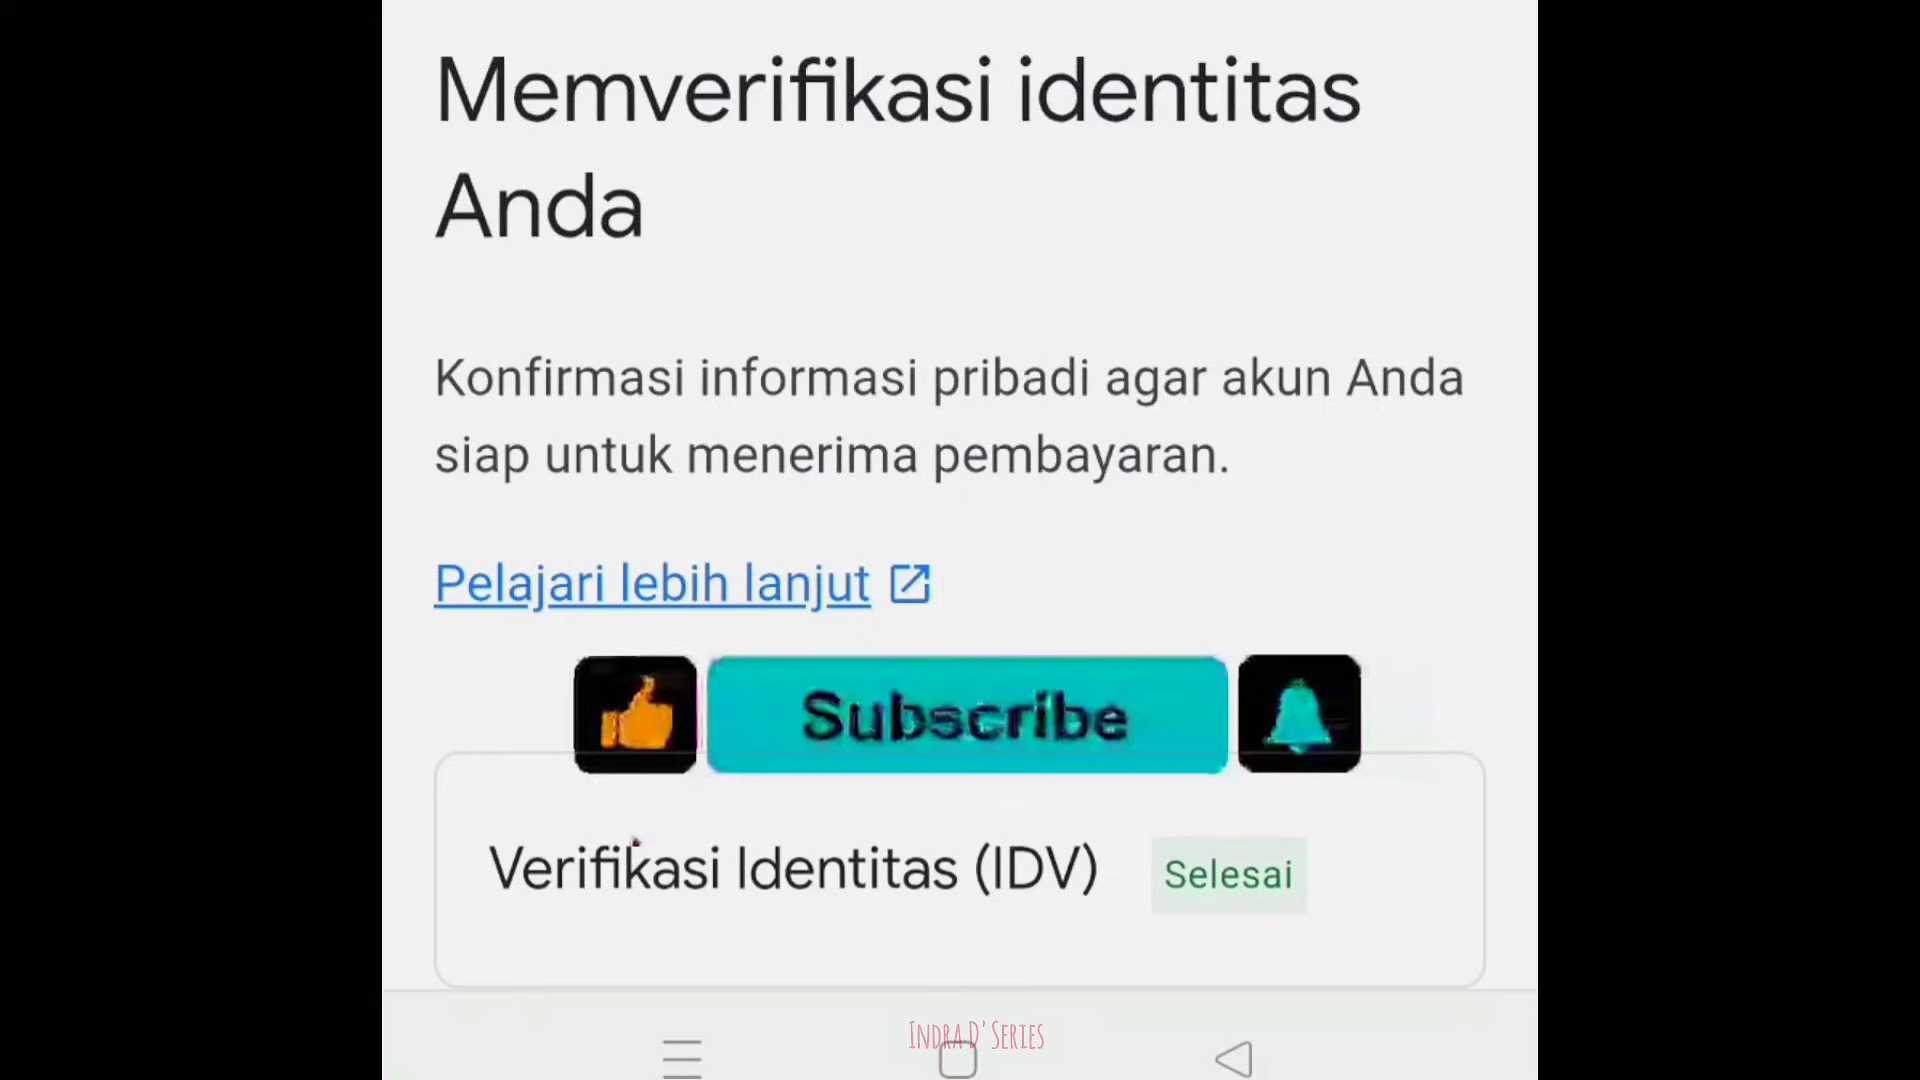 Memverifikasi identitas
Anda
Konfirmasi informasi pribadi agar akun Anda
siap untuk menerima pembayaran.
Pelajari lebih lanjut
Subscribe
Verifikasi Identitas (IDV)
Selesai
INDRA D' SERIES